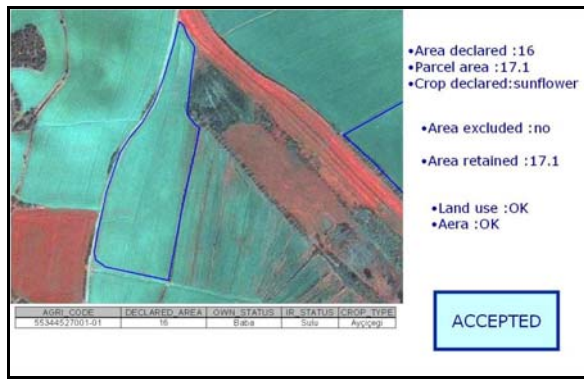 •Area declared :16
•Parcel area :17.1
•Crop declared:sunflower
•Area excluded :no
•Area retained :17.1
•Land use :OK
•Aera :OK
AGRI_CODE DECLARED_AREA OWN_STATUS IR_STATUS CROP_TYPE
55344527001-01 16 Baba Sulu Ayçiçegi
ACCEPTED